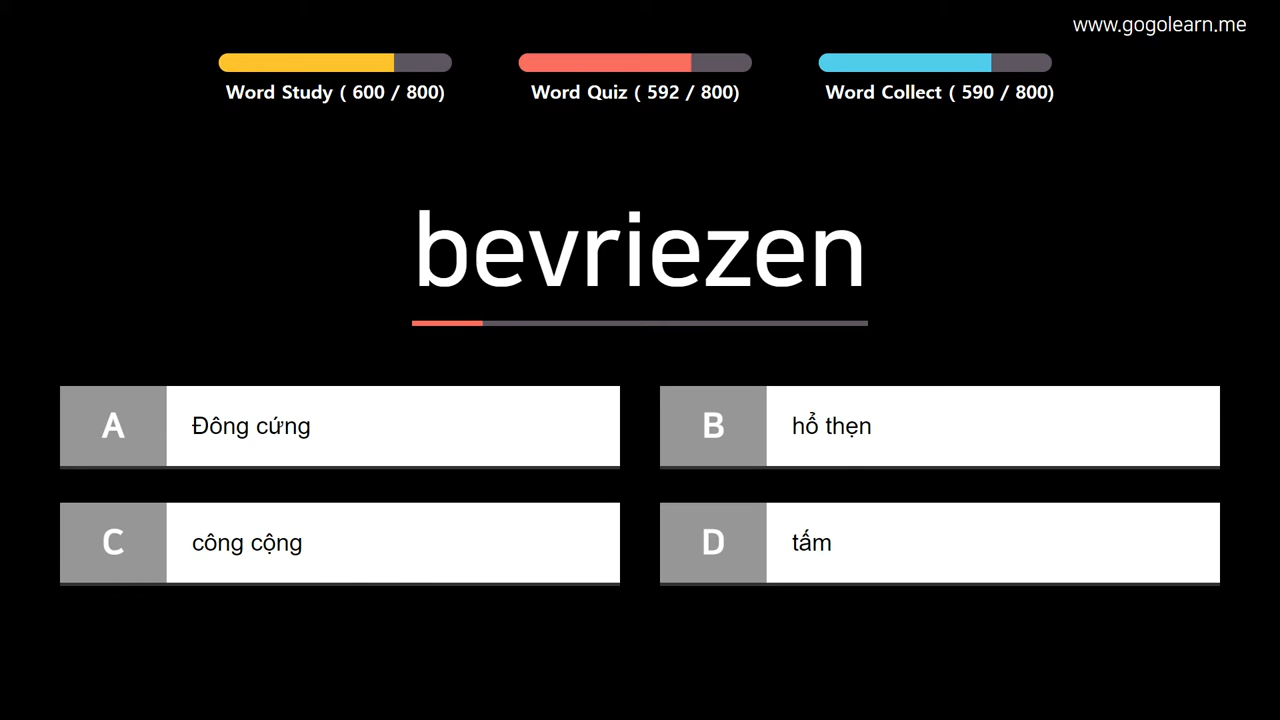 www.gogolearn.me
Word Study ( 600 / 800)
Word Quiz ( 592 / 800)
Word Collect ( 590 / 800)
bevriezen
A Đông cứng
B hổ thẹn
C công cộng
D tấm